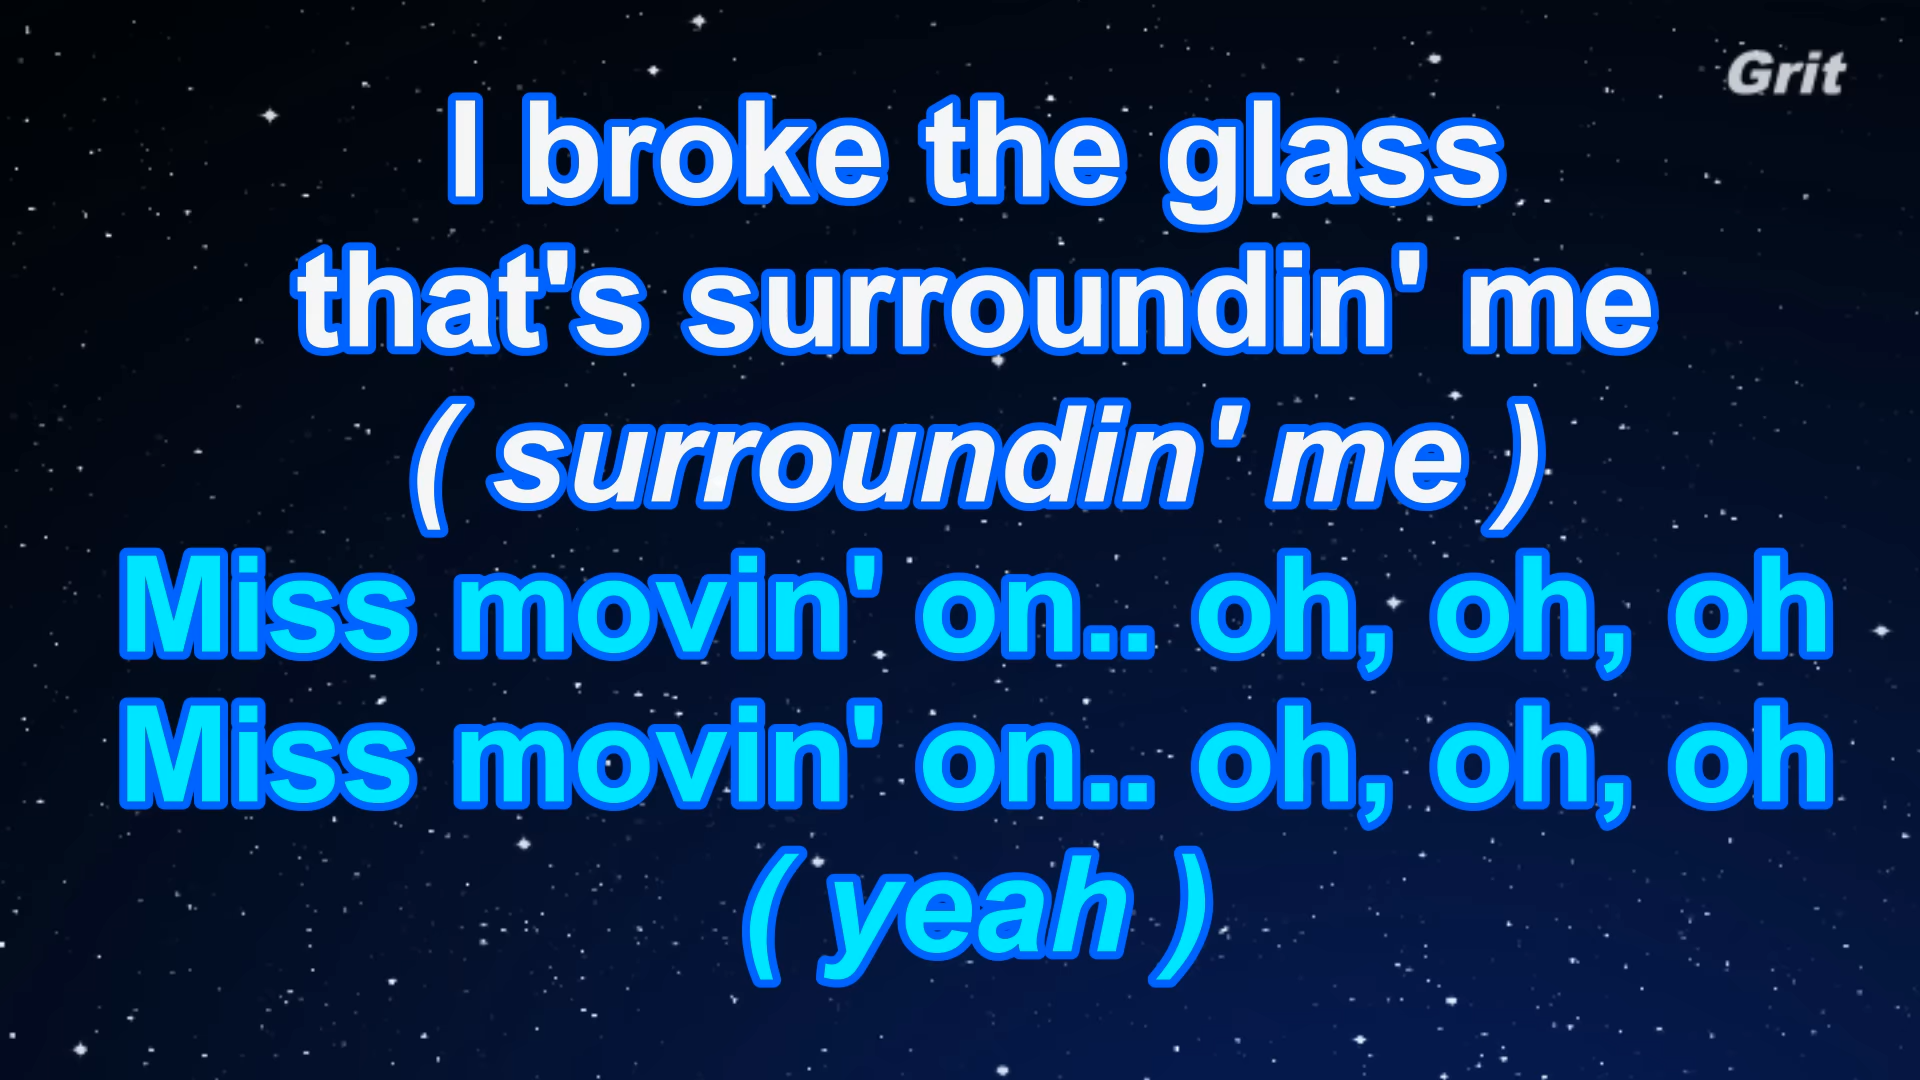 Grit
I broke the glass
that's surroundin' me
( surroundin' me )
Miss movin' on.. oh, oh, oh
Miss movin' on.. oh, oh, oh
( yeah )